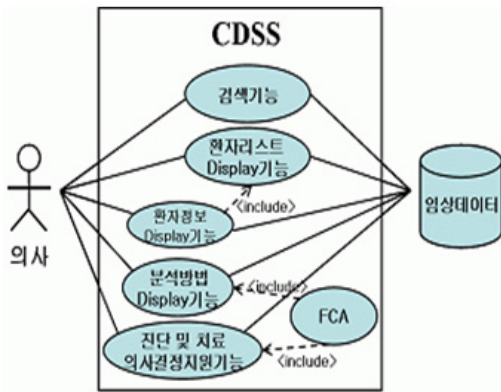 CDSS
검색기능
환자리스트
Display기능
<include>
환자정보
Display기능
의사
임상데이터
분석방법
Display기능
<include>
FCA
진단 및 치료
의사결정지원기능
<include>